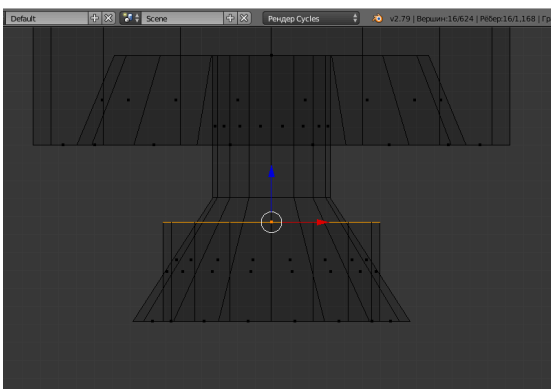 Default Scene Рендер Cycles v2.79 | Вершин:16/624 | Рёбер:16/1,168 | Гр